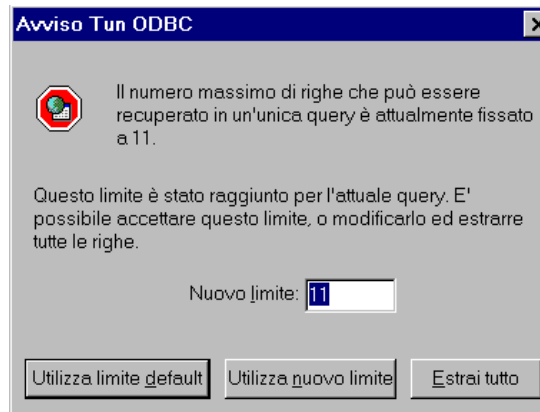 Avviso Tun ODBC
Il numero massimo di righe che può essere
recuperato in un'unica query è attualmente fissato
a 11.
Questo limite è stato raggiunto per l'attuale query. E'
possibile accettare questo limite, o modificarlo ed estrarre
tutte le righe.
Nuovo limite: 11
Utilizza limite default Utilizza nuovo limite Estrai tutto